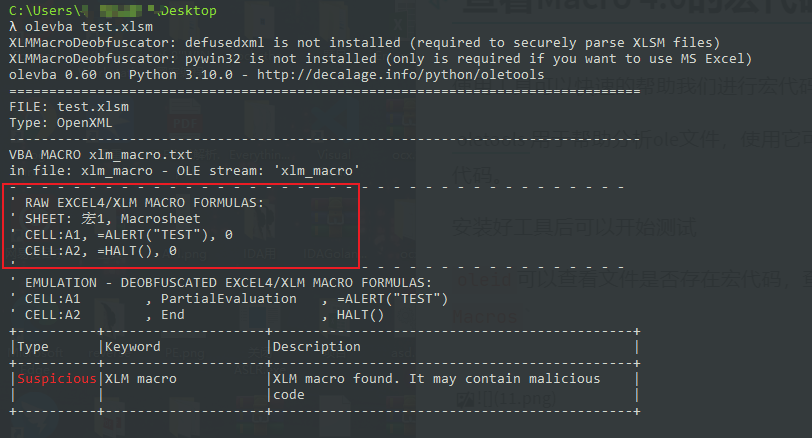 查看Macro 4.0的宏代码
C:\Users\ \Desktop
λ olevba test.xlsm
XLMMacroDeobfuscator: defusedxml is not installed (required to securely parse XLSM files)
XLMMacroDeobfuscator: pywin32 is not installed (only is required if you want to use MS Excel)
olevba 0.60 on Python 3.10.0 - http://decalage.info/python/oletools
===============================================================================
FILE: test.xlsm
Type: OpenXML
-------------------------------------------------------------------------------
VBA MACRO xlm_macro.txt
in file: xlm_macro - OLE stream: 'xlm_macro'
- - - - - - - - - - - - - - - - - - - - - - - - - - - - - - - - - - - - - - -
' RAW EXCEL4/XLM MACRO FORMULAS:
' SHEET: 宏1, Macrosheet
' CELL:A1, =ALERT("TEST"), 0
' CELL:A2, =HALT(), 0
' - - - - - - - - - - - - - - - - - - - - - - - - - - - - - - - - - - - - - -
' EMULATION - DEOBFUSCATED EXCEL4/XLM MACRO FORMULAS:
' CELL:A1 , PartialEvaluation , =ALERT("TEST")
' CELL:A2 , End , HALT()
+----------+--------------------+---------------------------------------------+
|Type |Keyword |Description |
+----------+--------------------+---------------------------------------------+
|Suspicious|XLM macro |XLM macro found. It may contain malicious |
| | |code |
+----------+--------------------+---------------------------------------------+
帮助我们进行宏代码
ole文件，使用它可
代码。
安装好工具后可以开始测试
oleid 可以查看文件是否存在宏代码，